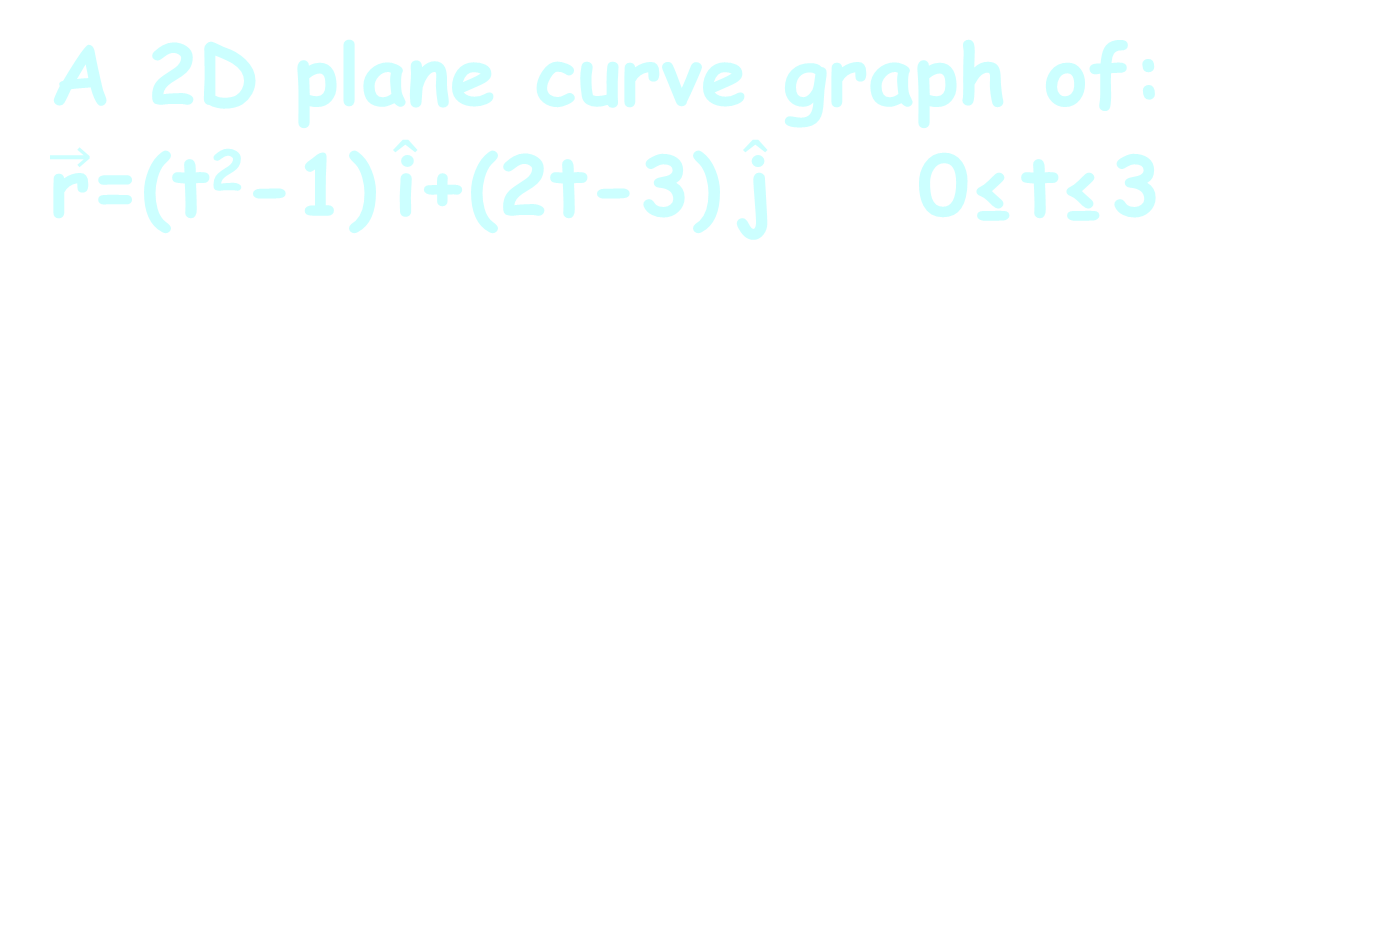 A 2D plane curve graph of:
r⃗=(t²-1) î+(2t-3) ĵ 0≤t≤3